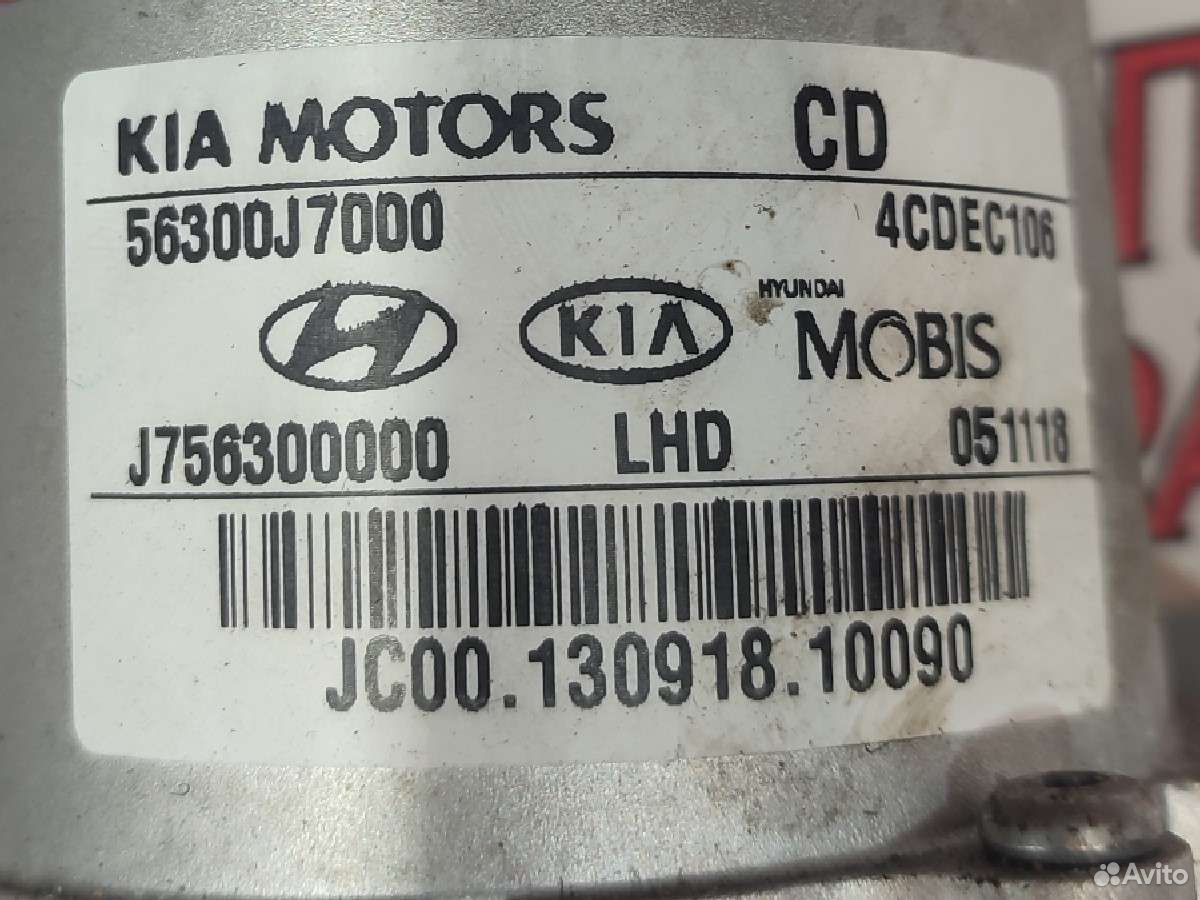 KIA MOTORS CD
56300J7000 4CDEC106
KIA HYUNDAI MOBIS
J756300000 LHD 051118
JC00.130918.10090
Avito